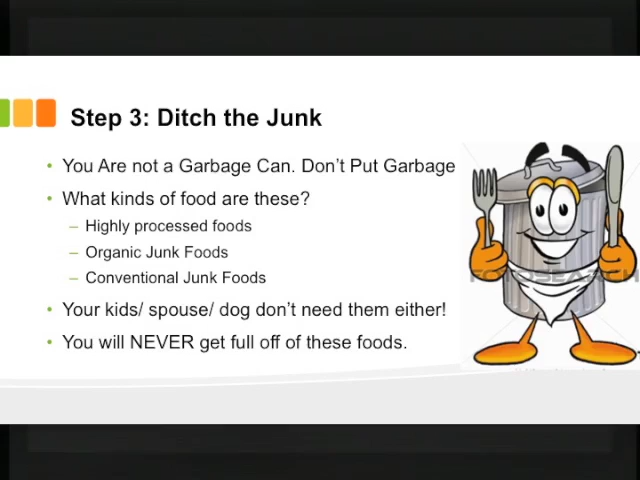 Step 3: Ditch the Junk
• You Are not a Garbage Can. Don't Put Garbage
• What kinds of food are these?
– Highly processed foods
– Organic Junk Foods
– Conventional Junk Foods
• Your kids/ spouse/ dog don't need them either!
• You will NEVER get full off of these foods.
FOTOSEARCH